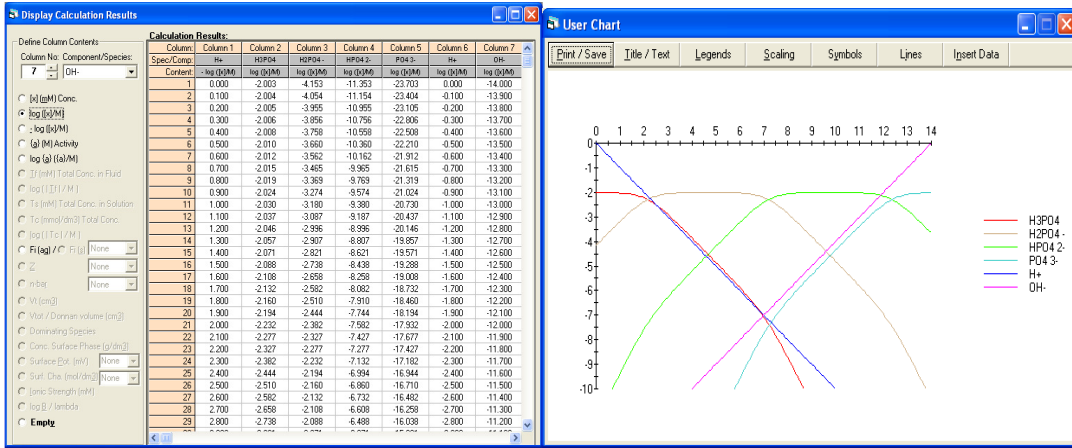 Display Calculation Results
Define Column Contents
Column No: Component/Species:
7 OH-
[x] (mM) Conc.
log ([x]/M)
- log ([x]/M)
{a} (M) Activity
log {a} ({a}/M)
Tf (mM) Total Conc. in Fluid
log ( | Tf | / M )
Ts (mM) Total Conc. in Solution
Tc (mmol/dm3) Total Conc.
log ( | Tc | / M )
Fi (aq) / Fi (s) None
Z None
n-bar None
Vt (cm3)
Vtot / Donnan volume (cm3)
Dominating Species
Conc. Surface Phase (g/dm3)
Surface Pot. (mV) None
Surf. Cha. (mol/dm3) None
Ionic Strength (mM)
log B / lambda
Empty
Calculation Results:
Column: Column 1 Column 2 Column 3 Column 4 Column 5 Column 6 Column 7
Spec/Comp: H+ H3PO4 H2PO4 - HPO4 2- PO4 3- H+ OH-
Content: - log ([x]/M) log ([x]/M) log ([x]/M) log ([x]/M) log ([x]/M) log ([x]/M) log ([x]/M)
1 0.000 -2.003 -4.153 -11.353 -23.703 0.000 -14.000
2 0.100 -2.004 -4.054 -11.154 -23.404 -0.100 -13.900
3 0.200 -2.005 -3.955 -10.955 -23.105 -0.200 -13.800
4 0.300 -2.006 -3.856 -10.756 -22.806 -0.300 -13.700
5 0.400 -2.008 -3.758 -10.558 -22.508 -0.400 -13.600
6 0.500 -2.010 -3.660 -10.360 -22.210 -0.500 -13.500
7 0.600 -2.012 -3.562 -10.162 -21.912 -0.600 -13.400
8 0.700 -2.015 -3.465 -9.965 -21.615 -0.700 -13.300
9 0.800 -2.019 -3.369 -9.769 -21.319 -0.800 -13.200
10 0.900 -2.024 -3.274 -9.574 -21.024 -0.900 -13.100
11 1.000 -2.030 -3.180 -9.380 -20.730 -1.000 -13.000
12 1.100 -2.037 -3.087 -9.187 -20.437 -1.100 -12.900
13 1.200 -2.046 -2.996 -8.996 -20.146 -1.200 -12.800
14 1.300 -2.057 -2.907 -8.807 -19.857 -1.300 -12.700
15 1.400 -2.071 -2.821 -8.621 -19.571 -1.400 -12.600
16 1.500 -2.088 -2.738 -8.438 -19.288 -1.500 -12.500
17 1.600 -2.108 -2.658 -8.258 -19.008 -1.600 -12.400
18 1.700 -2.132 -2.582 -8.082 -18.732 -1.700 -12.300
19 1.800 -2.160 -2.510 -7.910 -18.460 -1.800 -12.200
20 1.900 -2.194 -2.444 -7.744 -18.194 -1.900 -12.100
21 2.000 -2.232 -2.382 -7.582 -17.932 -2.000 -12.000
22 2.100 -2.277 -2.327 -7.427 -17.677 -2.100 -11.900
23 2.200 -2.327 -2.277 -7.277 -17.427 -2.200 -11.800
24 2.300 -2.382 -2.232 -7.132 -17.182 -2.300 -11.700
25 2.400 -2.444 -2.194 -6.994 -16.944 -2.400 -11.600
26 2.500 -2.510 -2.160 -6.860 -16.710 -2.500 -11.500
27 2.600 -2.582 -2.132 -6.732 -16.482 -2.600 -11.400
28 2.700 -2.658 -2.108 -6.608 -16.258 -2.700 -11.300
29 2.800 -2.738 -2.088 -6.488 -16.038 -2.800 -11.200
User Chart
Print / Save Title / Text Legends Scaling Symbols Lines Insert Data
0 1 2 3 4 5 6 7 8 9 10 11 12 13 14
0
-1
-2
-3
-4
-5
-6
-7
-8
-9
-10
H3PO4
H2PO4 -
HPO4 2-
PO4 3-
H+
OH-